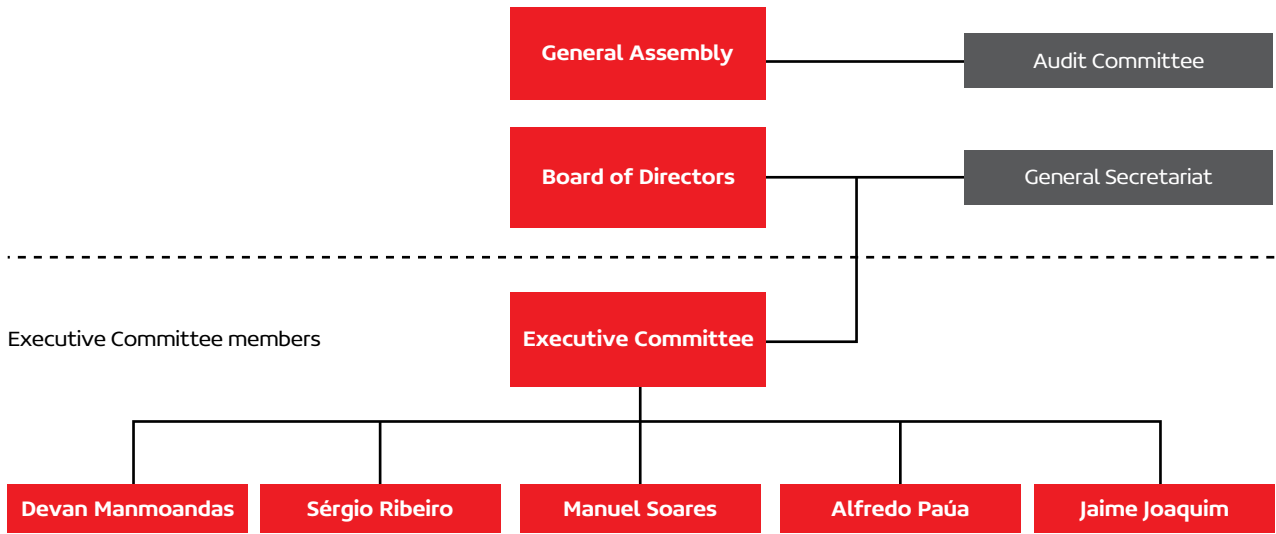 General Assembly
Audit Committee
Board of Directors
General Secretariat
Executive Committee members
Executive Committee
Devan Manmoandas
Sérgio Ribeiro
Manuel Soares
Alfredo Paúa
Jaime Joaquim